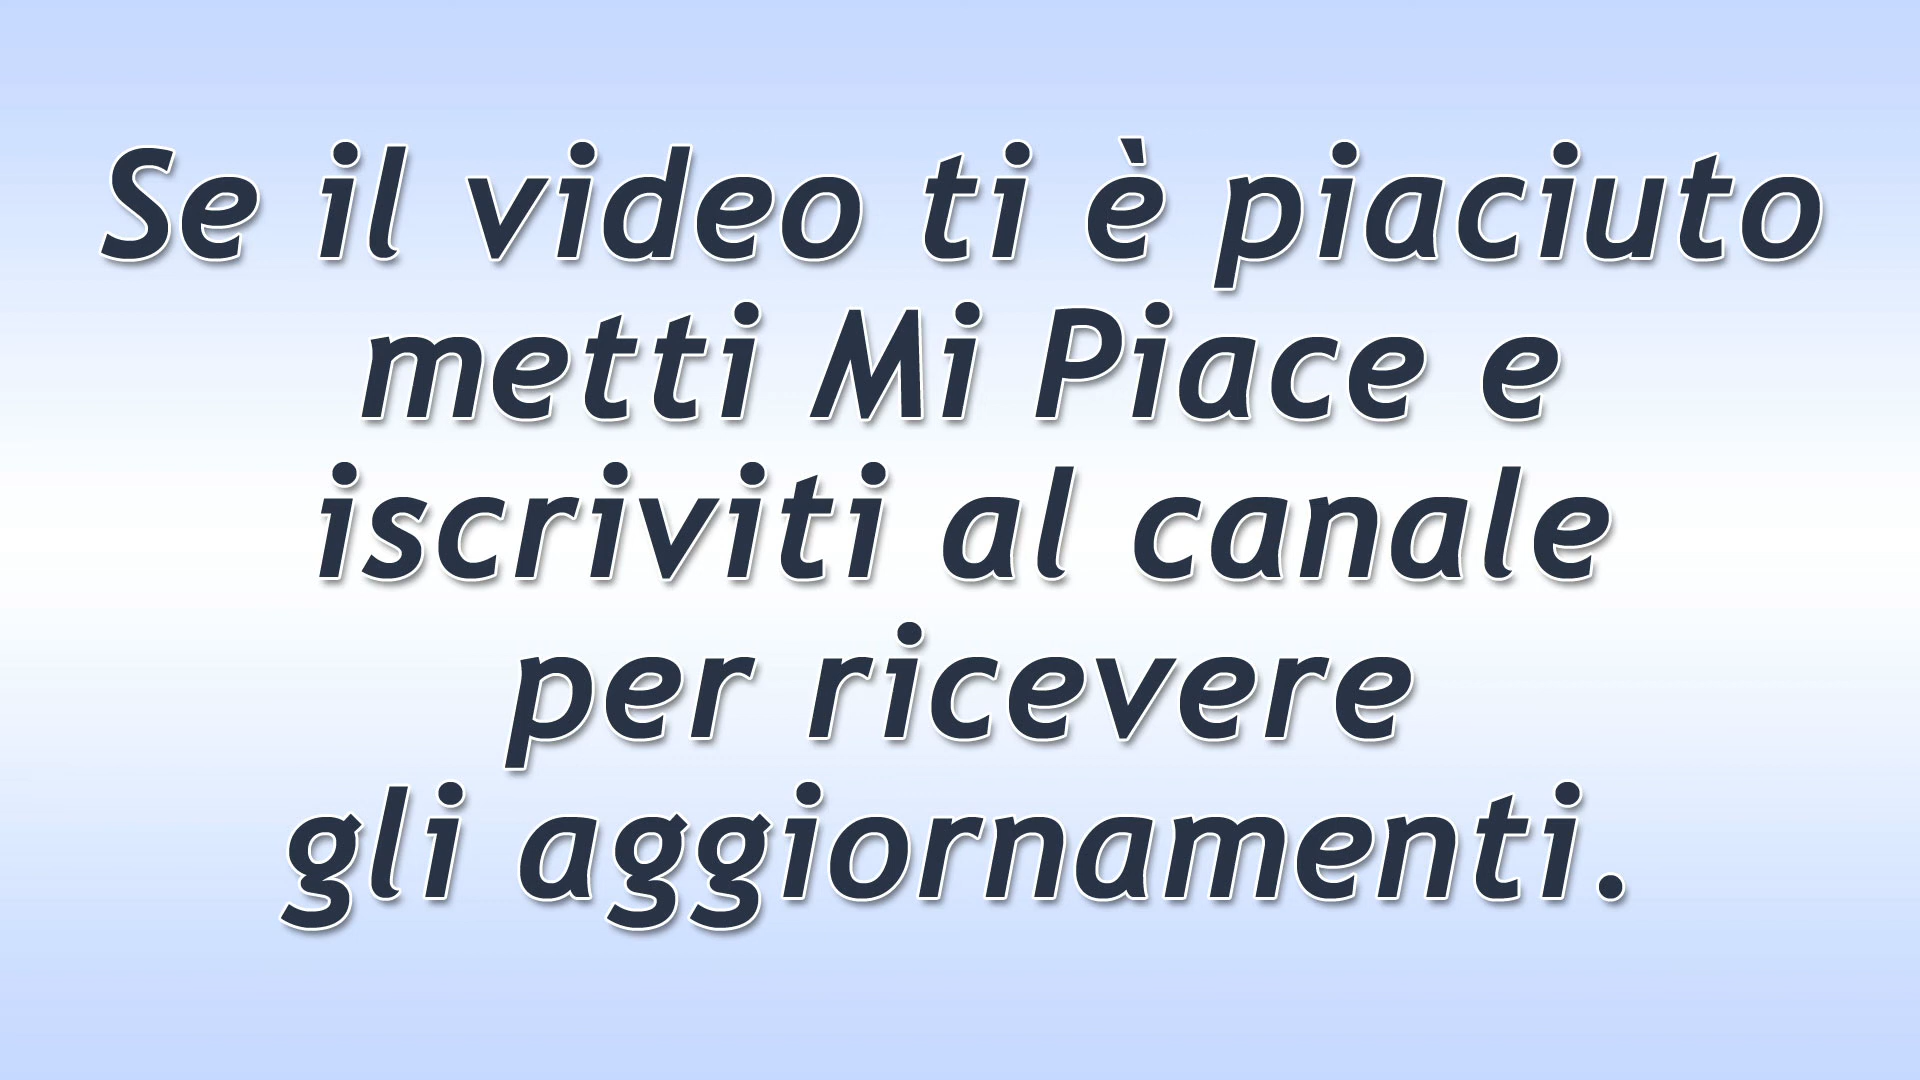 Se il video ti è piaciuto
metti Mi Piace e
iscriviti al canale
per ricevere
gli aggiornamenti.